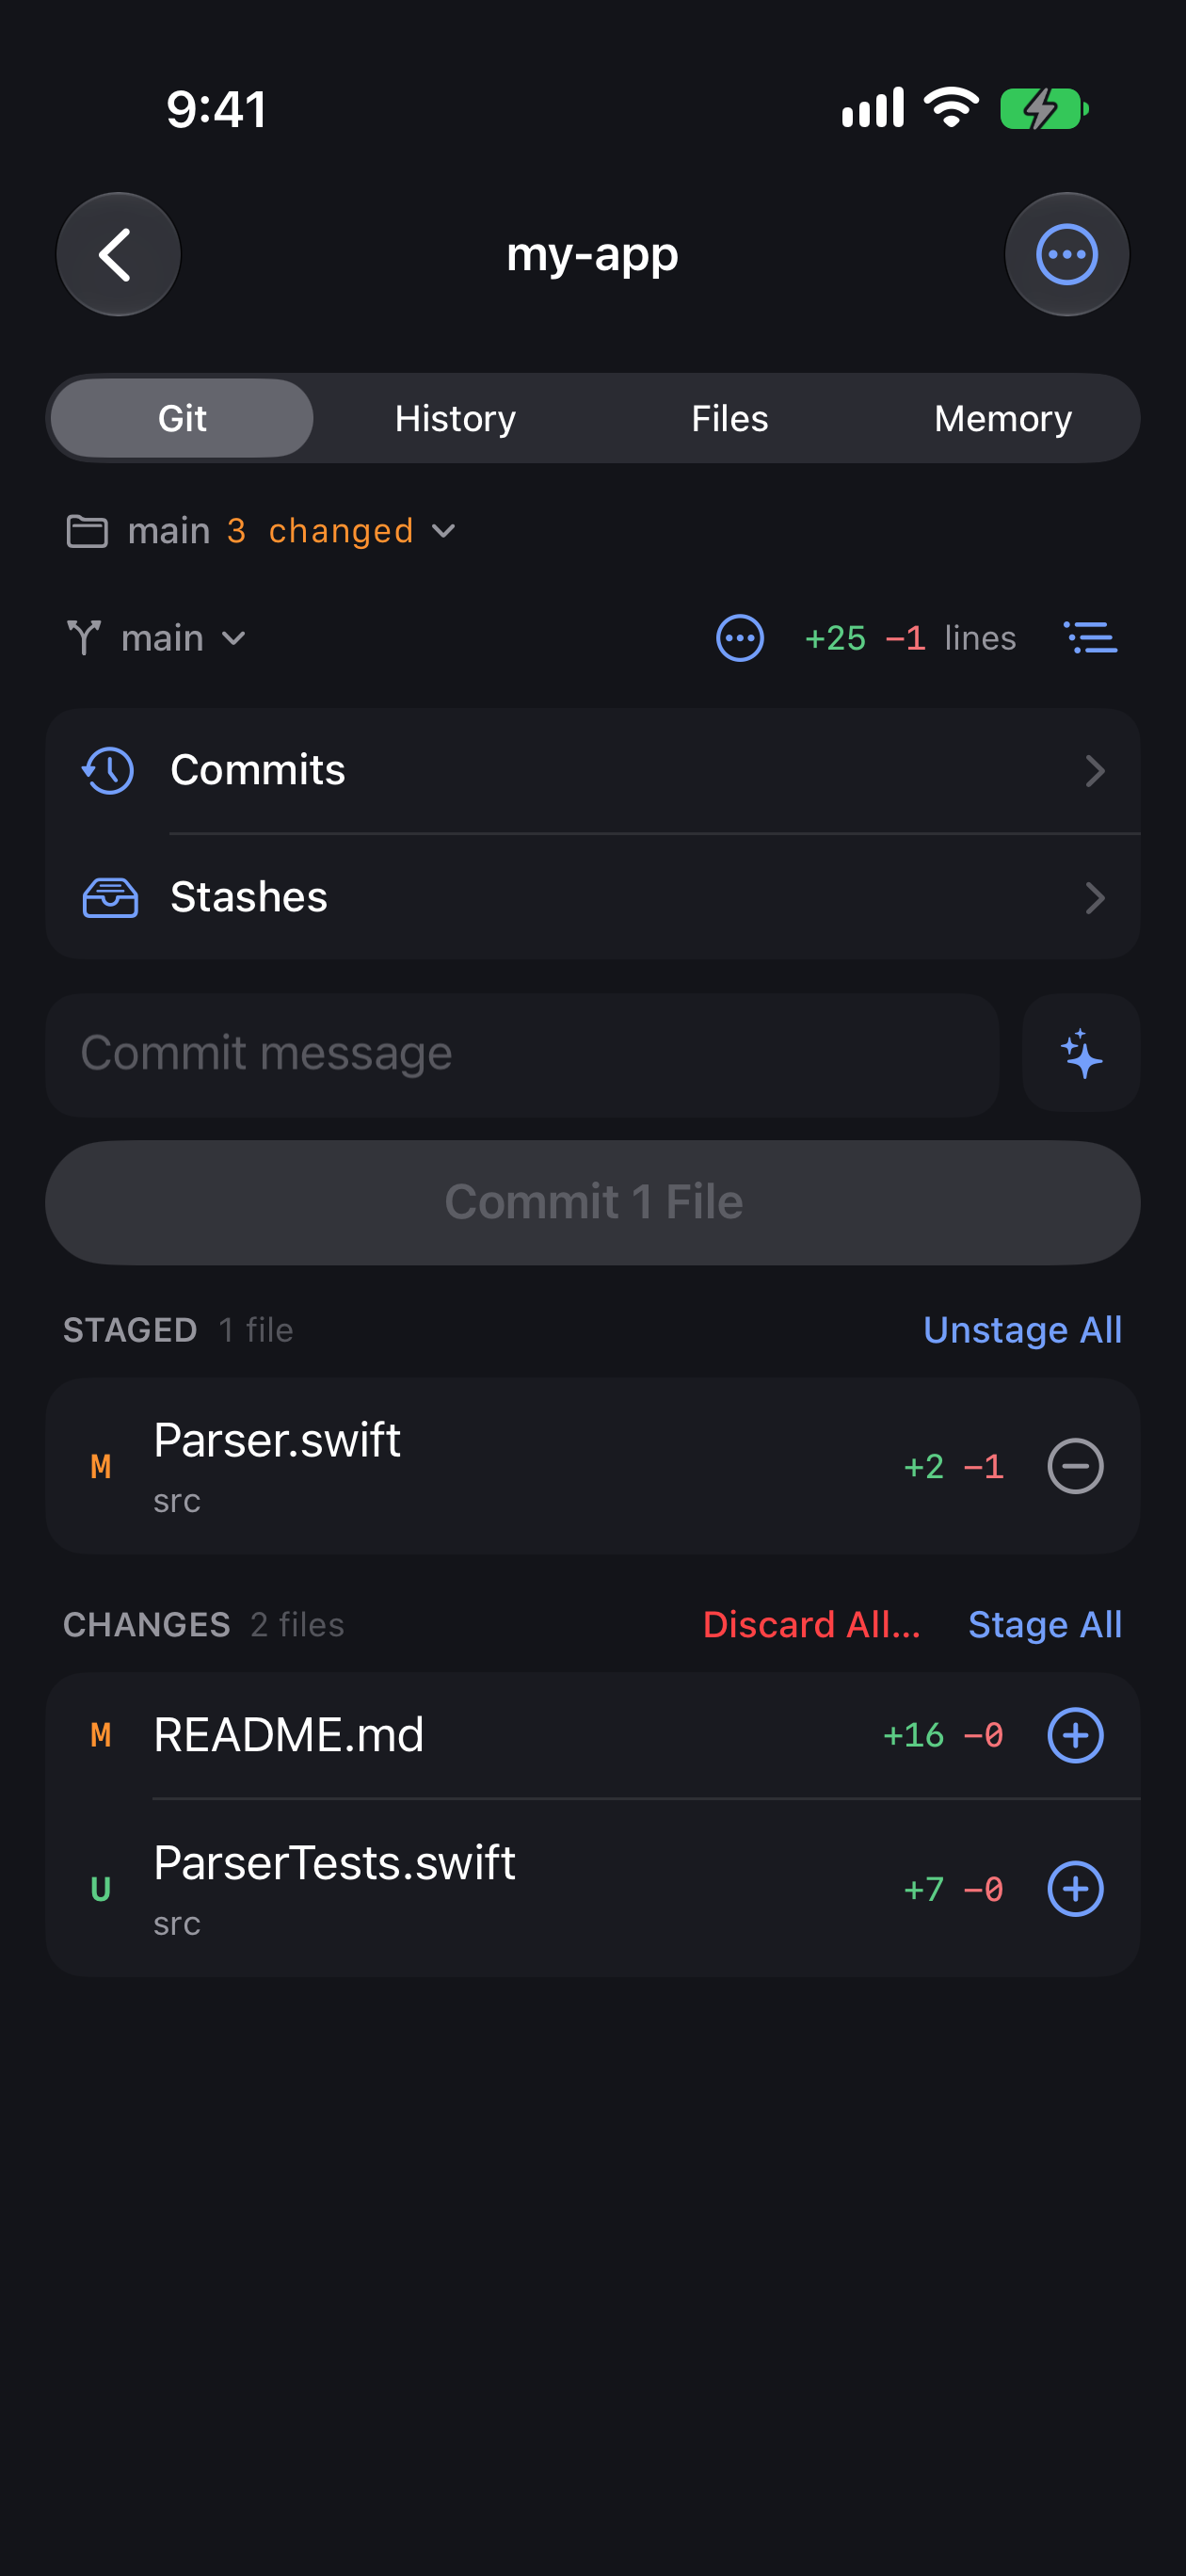 9:41
my-app
Git History Files Memory
main 3 changed
main +25 −1 lines
Commits
Stashes
Commit message
Commit 1 File
STAGED 1 file Unstage All
M Parser.swift +2 −1
src
CHANGES 2 files Discard All... Stage All
M README.md +16 −0
U ParserTests.swift +7 −0
src